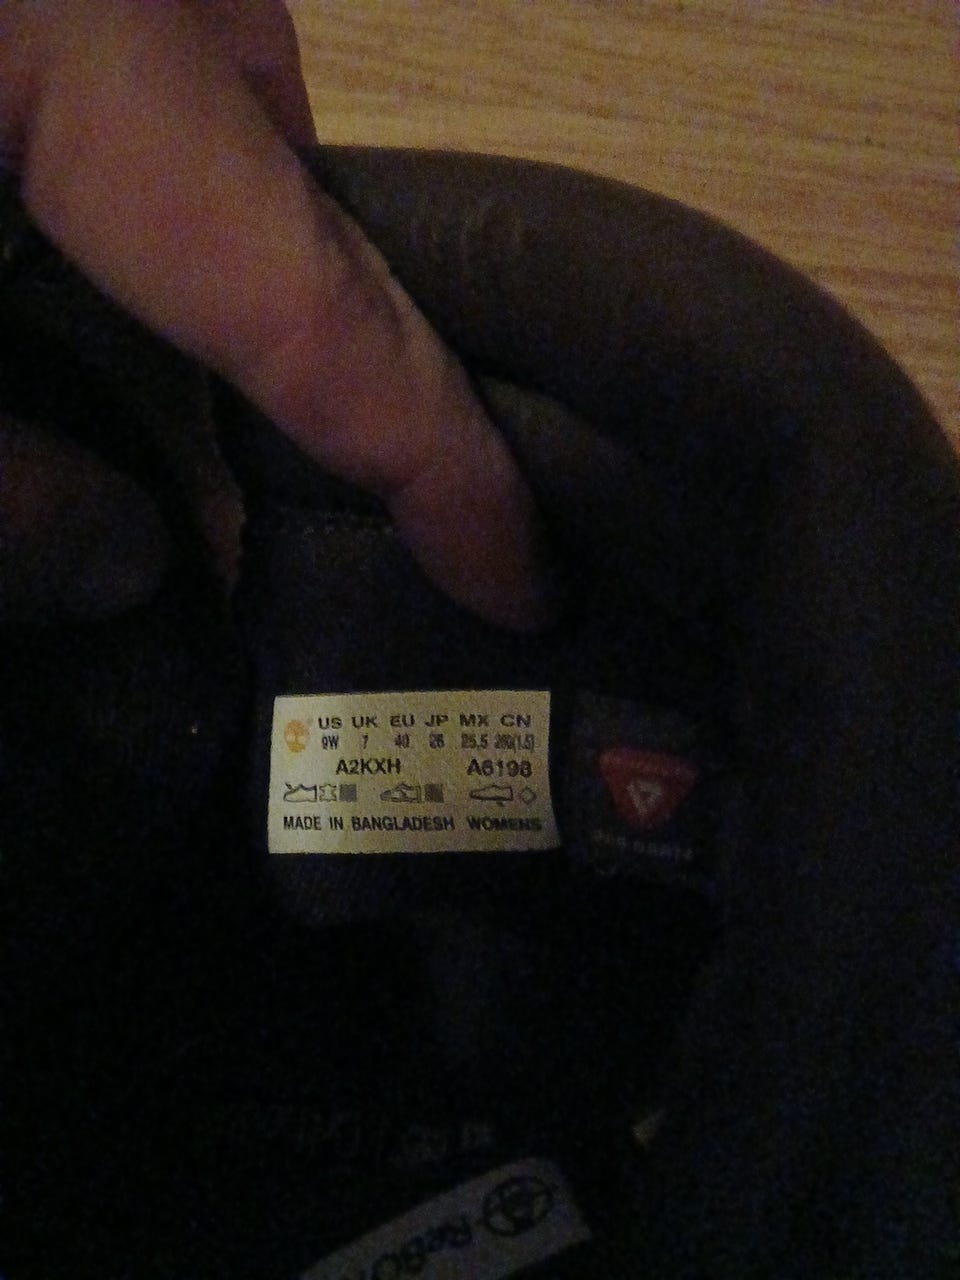 US UK EU JP MX CN
9W 7 40 26 25.5 260(1.5)
A2KXH A6198
MADE IN BANGLADESH WOMENS